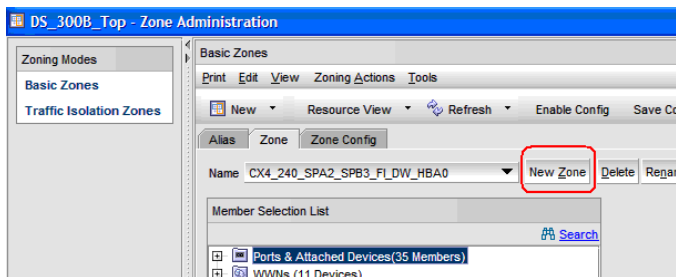 DS_300B_Top - Zone Administration
Zoning Modes
Basic Zones
Traffic Isolation Zones
Basic Zones
Print Edit View Zoning Actions Tools
New Resource View Refresh Enable Config Save Co
Alias Zone Zone Config
Name CX4_240_SPA2_SPB3_FI_DW_HBA0 New Zone Delete Renar
Member Selection List
Search
Ports & Attached Devices(35 Members)
WWNs (11 Devices)